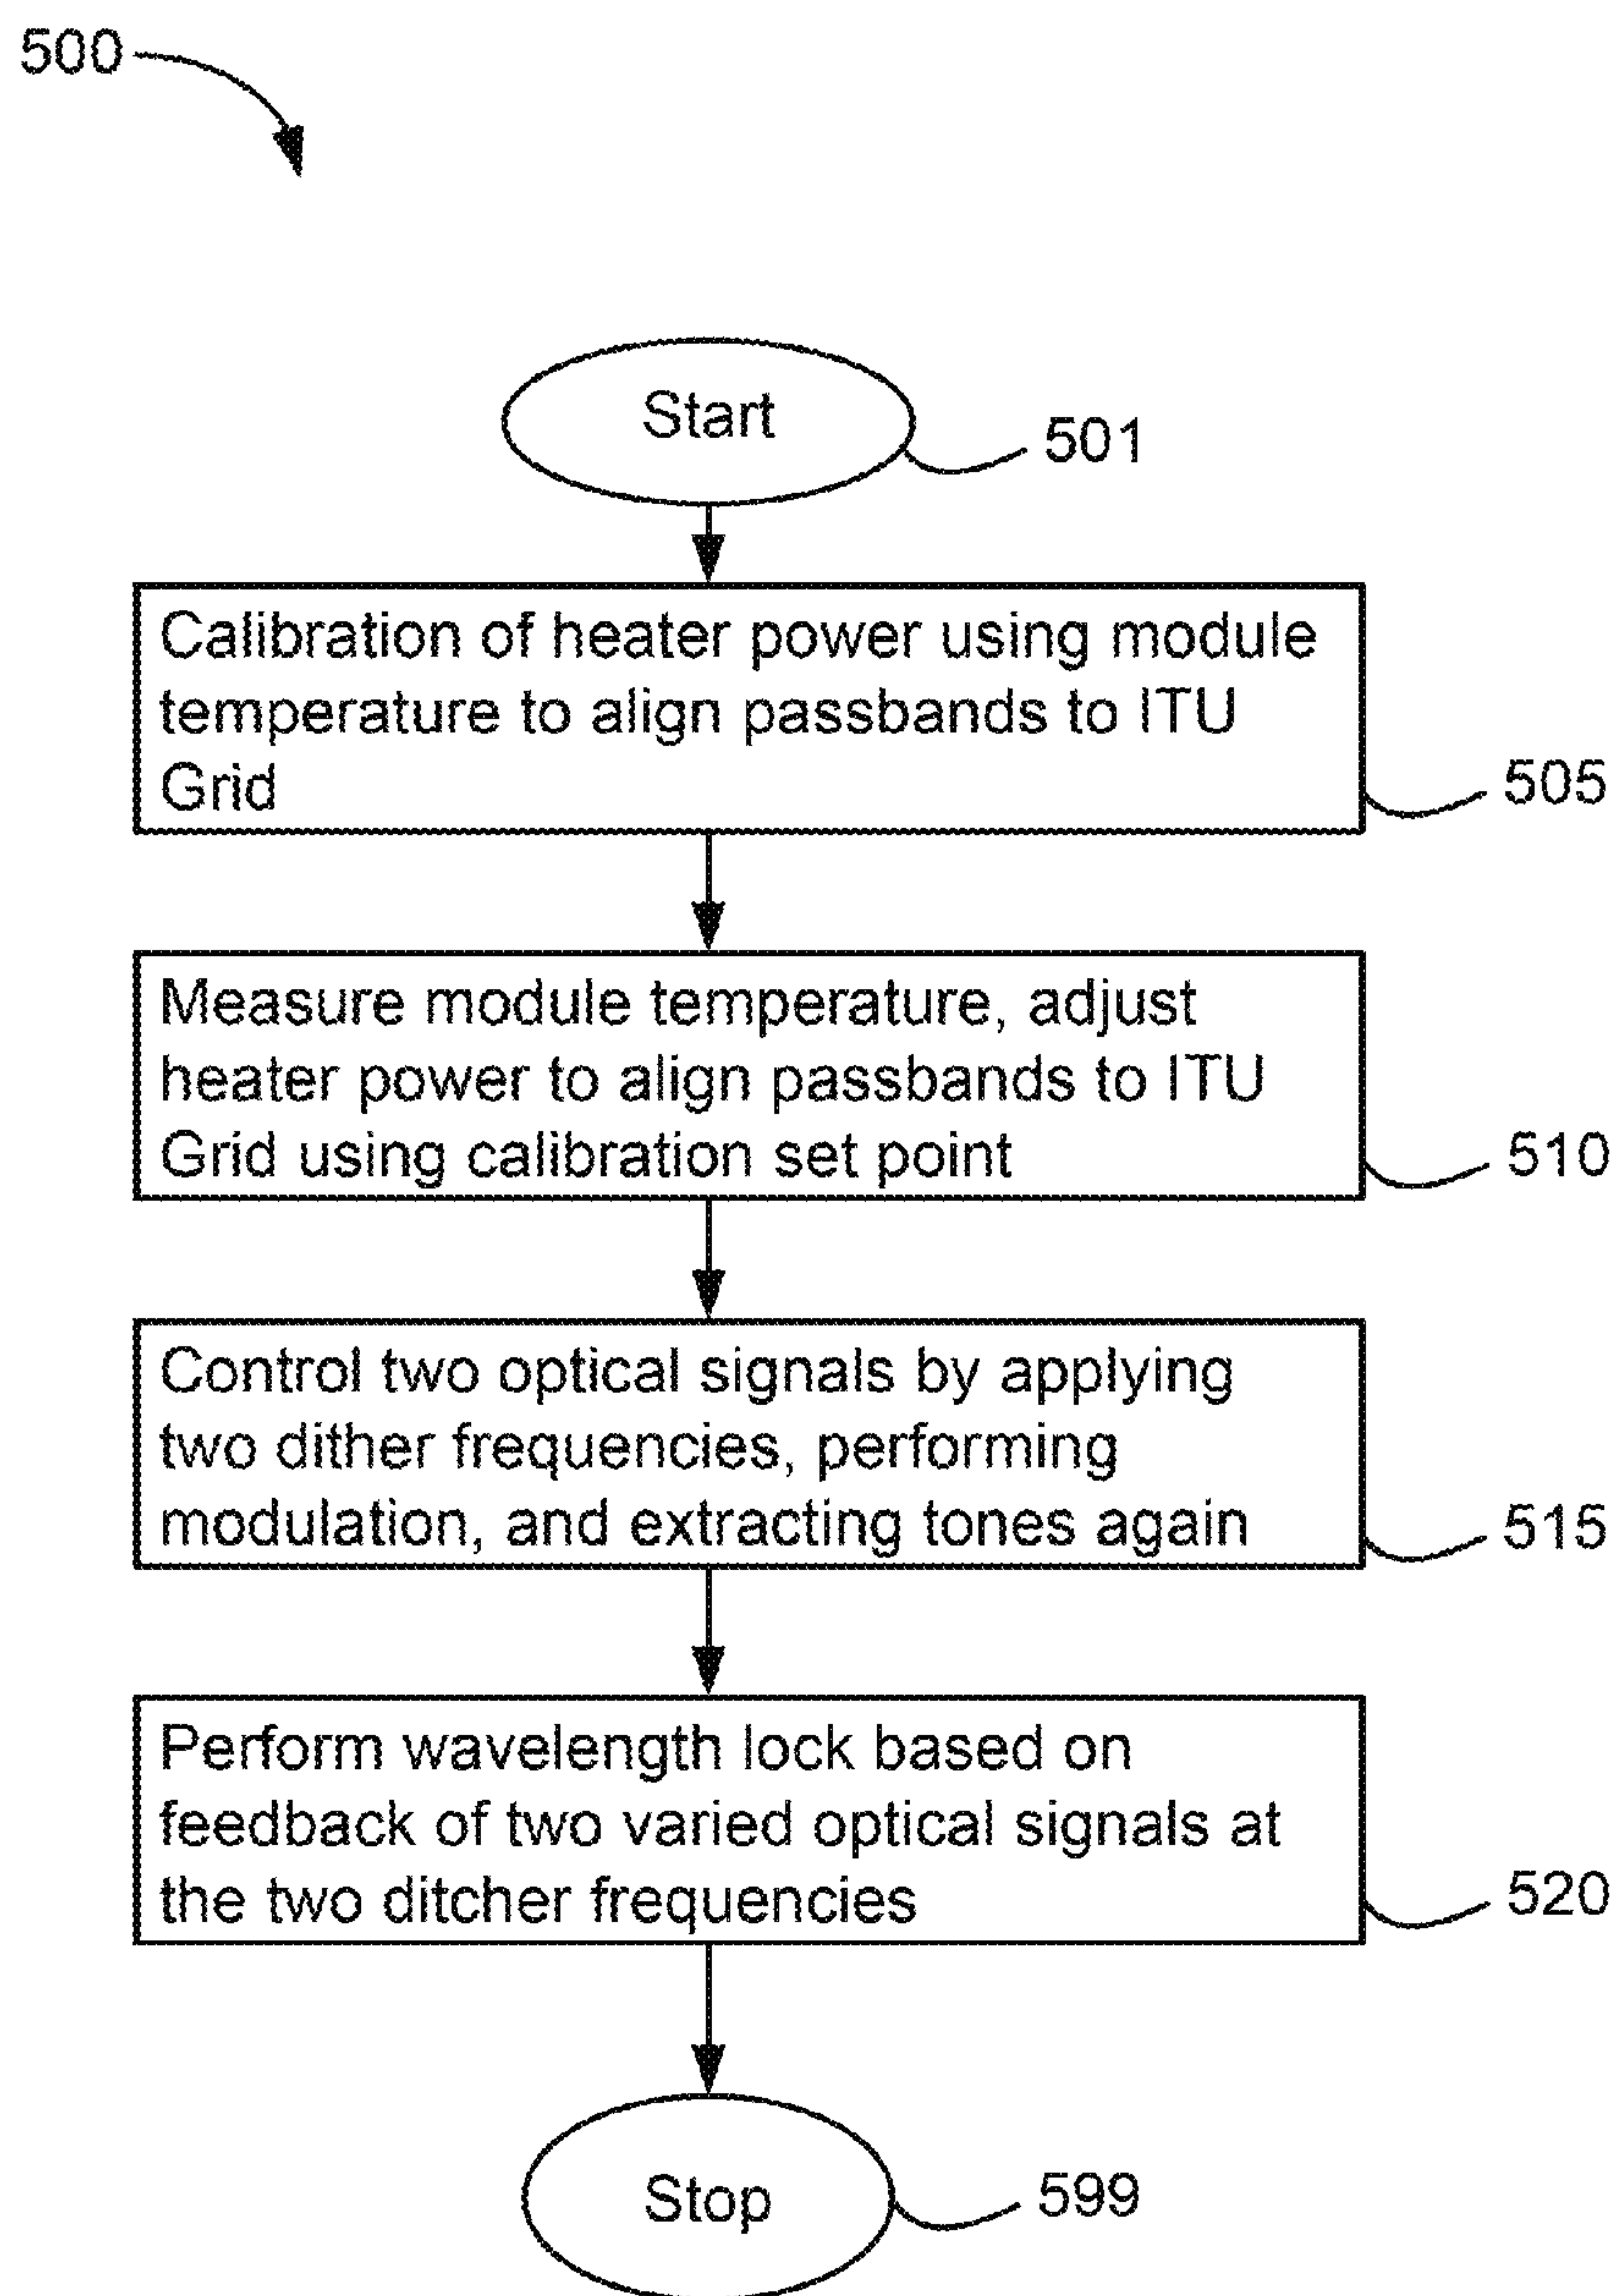 500
Start
501
Calibration of heater power using module
temperature to align passbands to ITU
Grid
505
Measure module temperature, adjust
heater power to align passbands to ITU
Grid using calibration set point
510
Control two optical signals by applying
two dither frequencies, performing
modulation, and extracting tones again
515
Perform wavelength lock based on
feedback of two varied optical signals at
the two ditcher frequencies
520
Stop
599